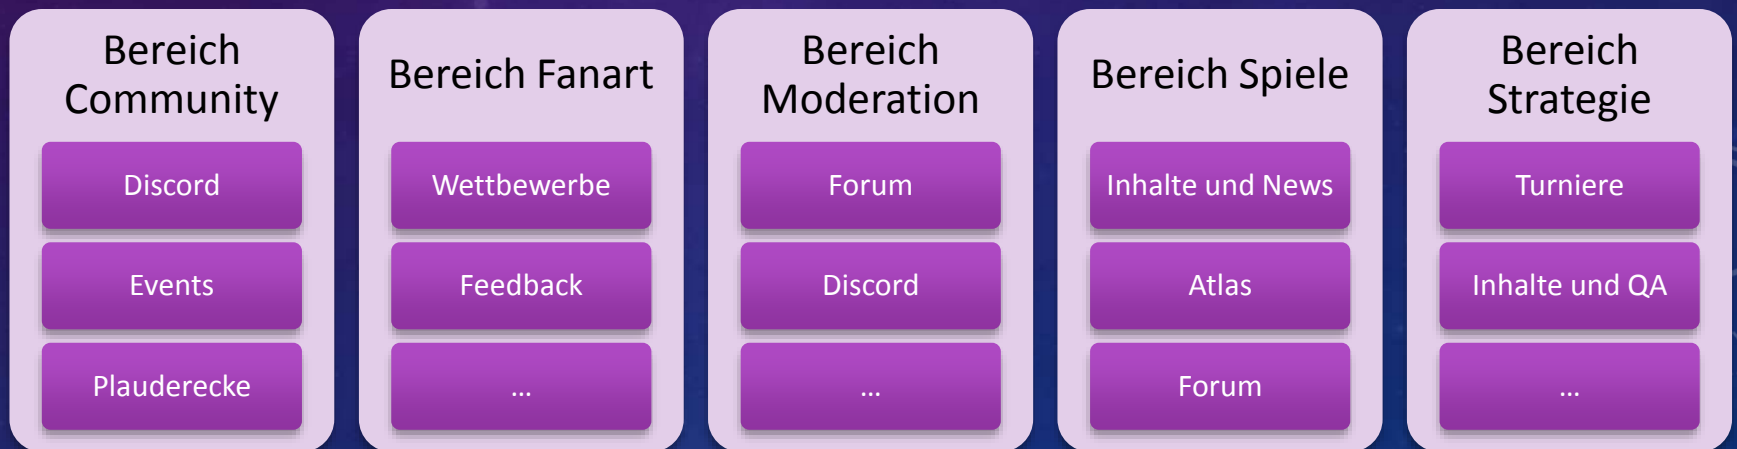 Bereich
Community
Discord
Events
Plauderecke
Bereich Fanart
Wettbewerbe
Feedback
...
Bereich
Moderation
Forum
Discord
...
Bereich Spiele
Inhalte und News
Atlas
Forum
Bereich
Strategie
Turniere
Inhalte und QA
...